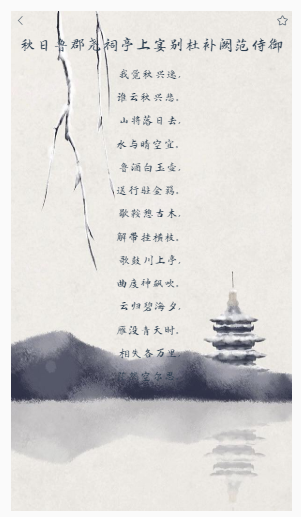 秋日鲁郡尧祠亭上宴别杜补阙范侍御
我觉秋兴逸,
谁云秋兴悲。
山将落日去,
水与晴空宜。
鲁酒白玉壶,
送行驻金羁。
歇鞍憩古木,
解带挂横枝。
歌鼓川上亭,
曲度神飙吹。
云归碧海夕,
雁没青天时。
相失各万里
茫然空尔思